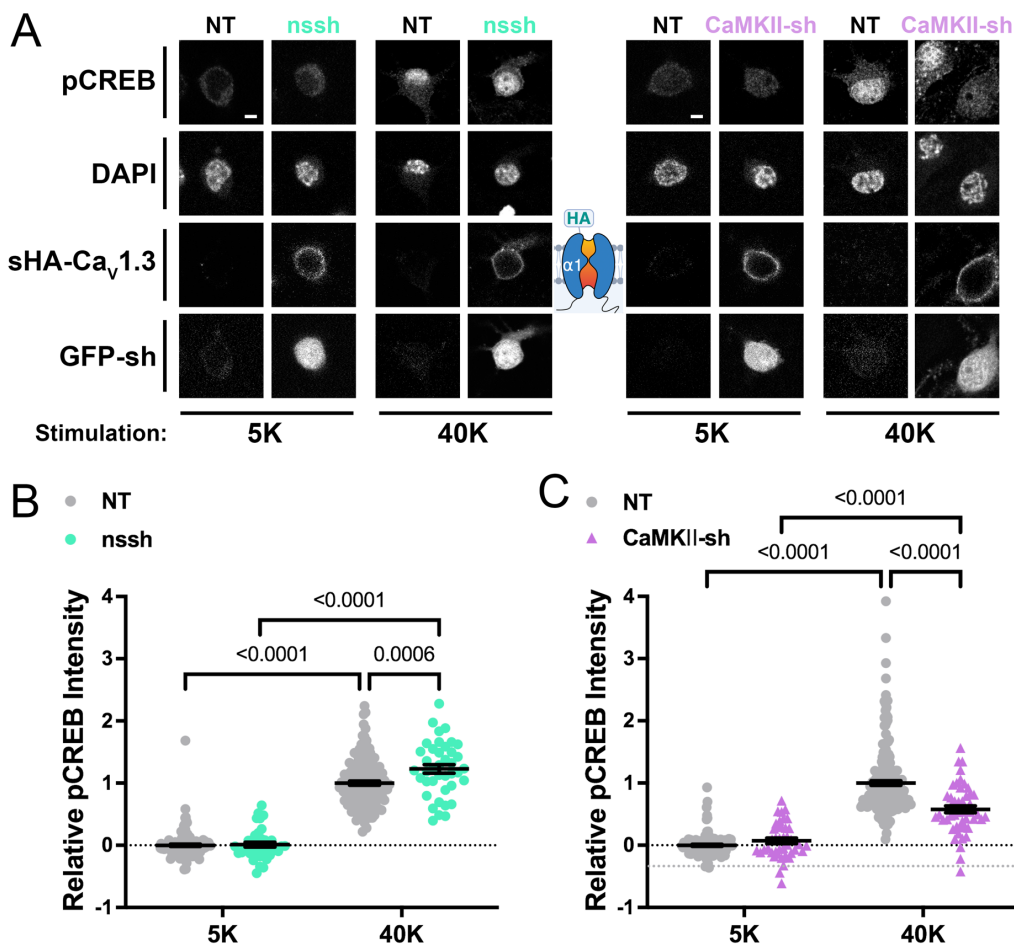 A
NT nssh NT nssh NT CaMKII-sh NT CaMKII-sh
pCREB
DAPI
sHA-CaV1.3
HA
α1
GFP-sh
Stimulation: 5K 40K 5K 40K
B
NT
nssh
<0.0001
<0.0001 0.0006
Relative pCREB Intensity
4
3
2
1
0
-1
5K 40K
C
NT
CaMKII-sh
<0.0001
<0.0001 <0.0001
Relative pCREB Intensity
4
3
2
1
0
-1
5K 40K